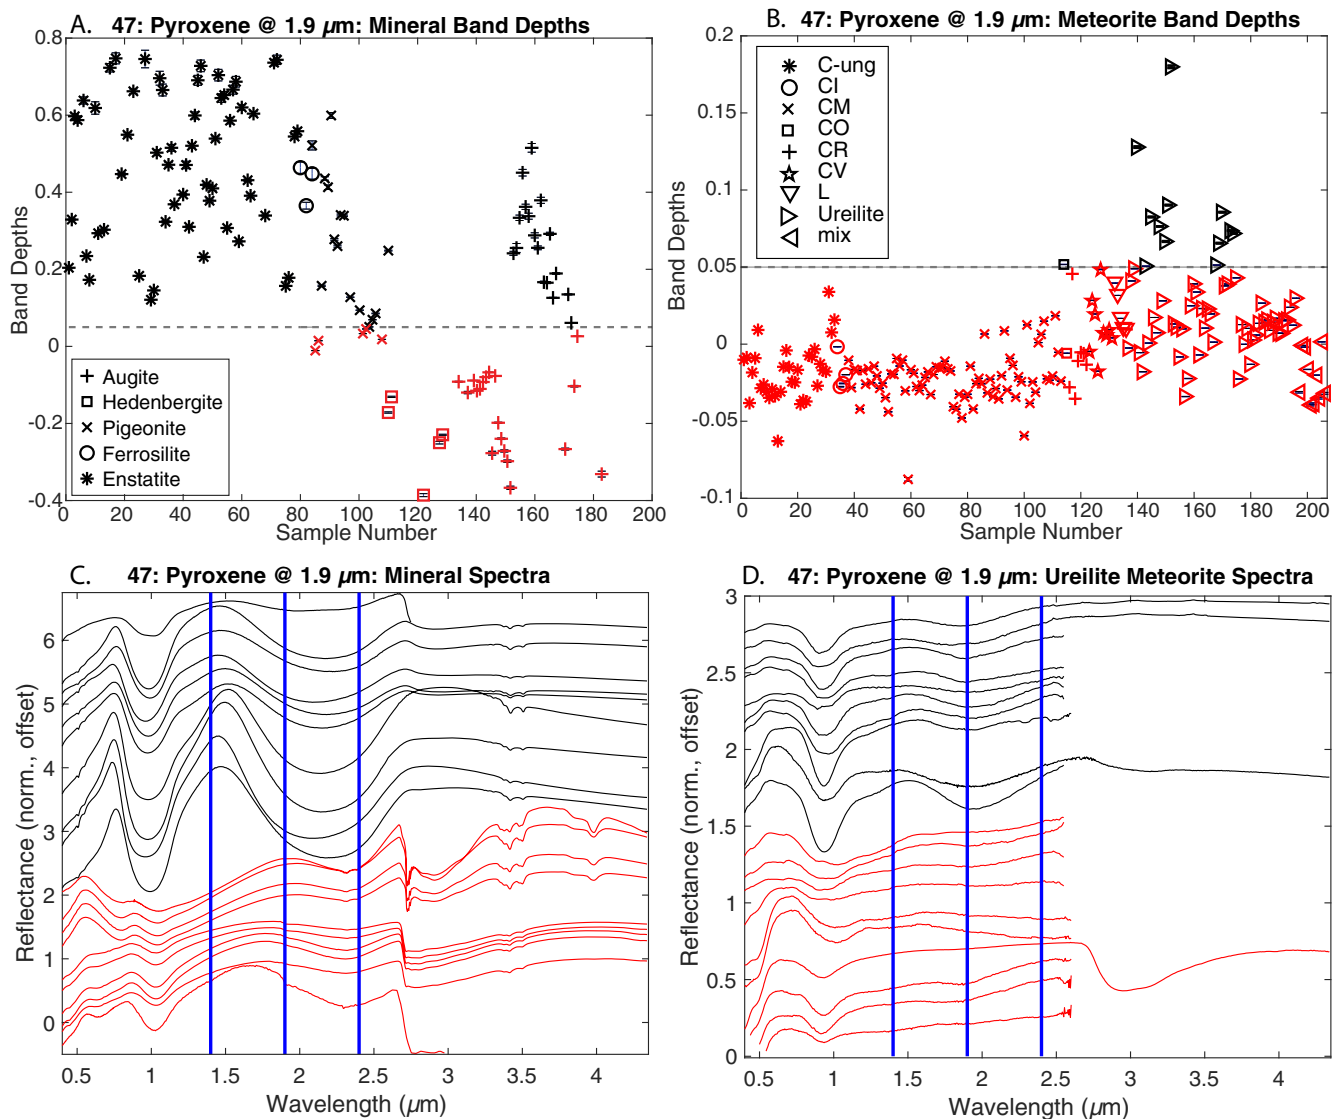 A. 47: Pyroxene @ 1.9 µm: Mineral Band Depths
Band Depths
0.8
0.6
0.4
0.2
0
-0.2
-0.4
Augite
Hedenbergite
Pigeonite
Ferrosilite
Enstatite
0 20 40 60 80 100 120 140 160 180 200
Sample Number
B. 47: Pyroxene @ 1.9 µm: Meteorite Band Depths
Band Depths
0.2
0.15
0.1
0.05
0
-0.05
-0.1
C-ung
CI
CM
CO
CR
CV
L
Ureilite
mix
0 20 40 60 80 100 120 140 160 180 200
Sample Number
C. 47: Pyroxene @ 1.9 µm: Mineral Spectra
Reflectance (norm., offset)
6
5
4
3
2
1
0
0.5 1 1.5 2 2.5 3 3.5 4
Wavelength (µm)
D. 47: Pyroxene @ 1.9 µm: Ureilite Meteorite Spectra
Reflectance (norm., offset)
3
2.5
2
1.5
1
0.5
0
0.5 1 1.5 2 2.5 3 3.5 4
Wavelength (µm)